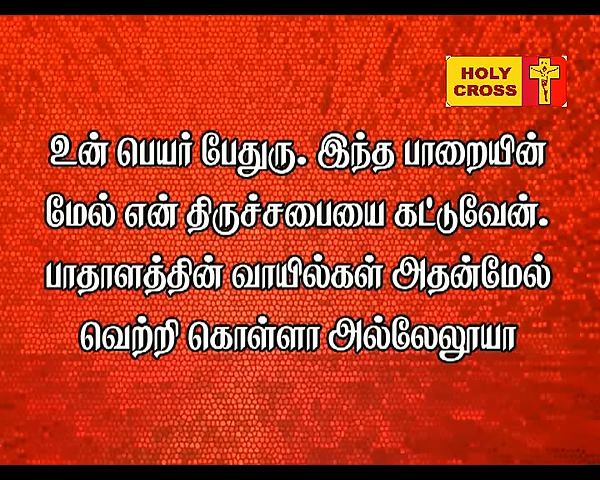 HOLY
CROSS
உன் பெயர் பேதுரு. இந்த பாறையின்
மேல் என் திருச்சபையை கட்டுவேன்.
பாதாளத்தின் வாயில்கள் அதன்மேல்
வெற்றி கொள்ளா அல்லேலூயா